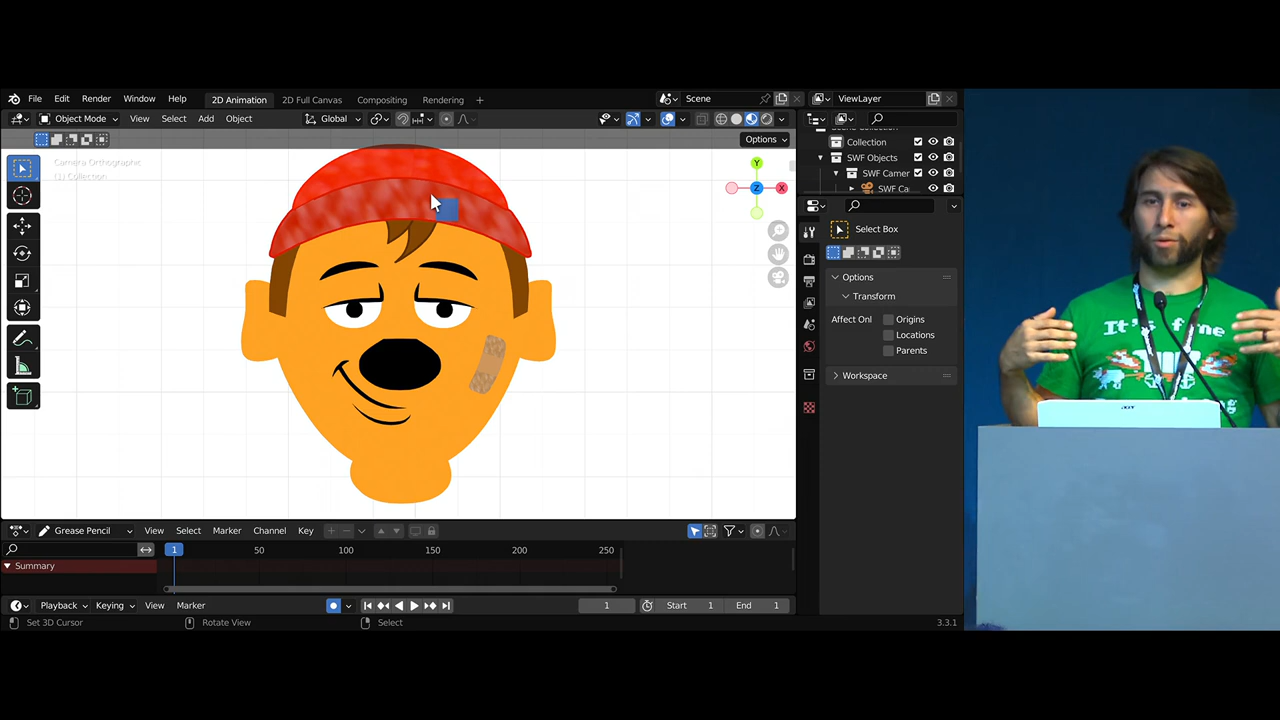 File Edit Render Window Help 2D Animation 2D Full Canvas Compositing Rendering Scene ViewLayer
Object Mode View Select Add Object Global
Options
Camera Orthographic
(1) Collection
Y
Z
X
Collection
SWF Objects
SWF Camer
SWF Ca
Select Box
Options
Transform
Affect Onl Origins
Locations
Parents
Workspace
Grease Pencil View Select Marker Channel Key
1 50 100 150 200 250
Summary
Playback Keying View Marker 1 Start 1 End 1
Set 3D Cursor Rotate View Select 3.3.1
It's fine